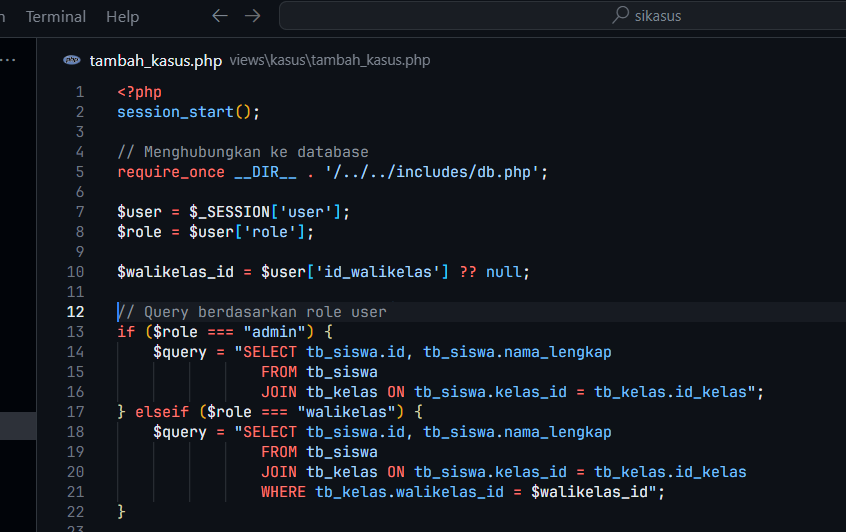 Terminal Help ← → sikasus
... tambah_kasus.php views\kasus\tambah_kasus.php
1 <?php
2 session_start();
3
4 // Menghubungkan ke database
5 require_once __DIR__ . '/../../includes/db.php';
6
7 $user = $_SESSION['user'];
8 $role = $user['role'];
9
10 $walikelas_id = $user['id_walikelas'] ?? null;
11
12 // Query berdasarkan role user
13 if ($role === "admin") {
14     $query = "SELECT tb_siswa.id, tb_siswa.nama_lengkap
15                 FROM tb_siswa
16                 JOIN tb_kelas ON tb_siswa.kelas_id = tb_kelas.id_kelas";
17 } elseif ($role === "walikelas") {
18     $query = "SELECT tb_siswa.id, tb_siswa.nama_lengkap
19                 FROM tb_siswa
20                 JOIN tb_kelas ON tb_siswa.kelas_id = tb_kelas.id_kelas
21                 WHERE tb_kelas.walikelas_id = $walikelas_id";
22 }
23